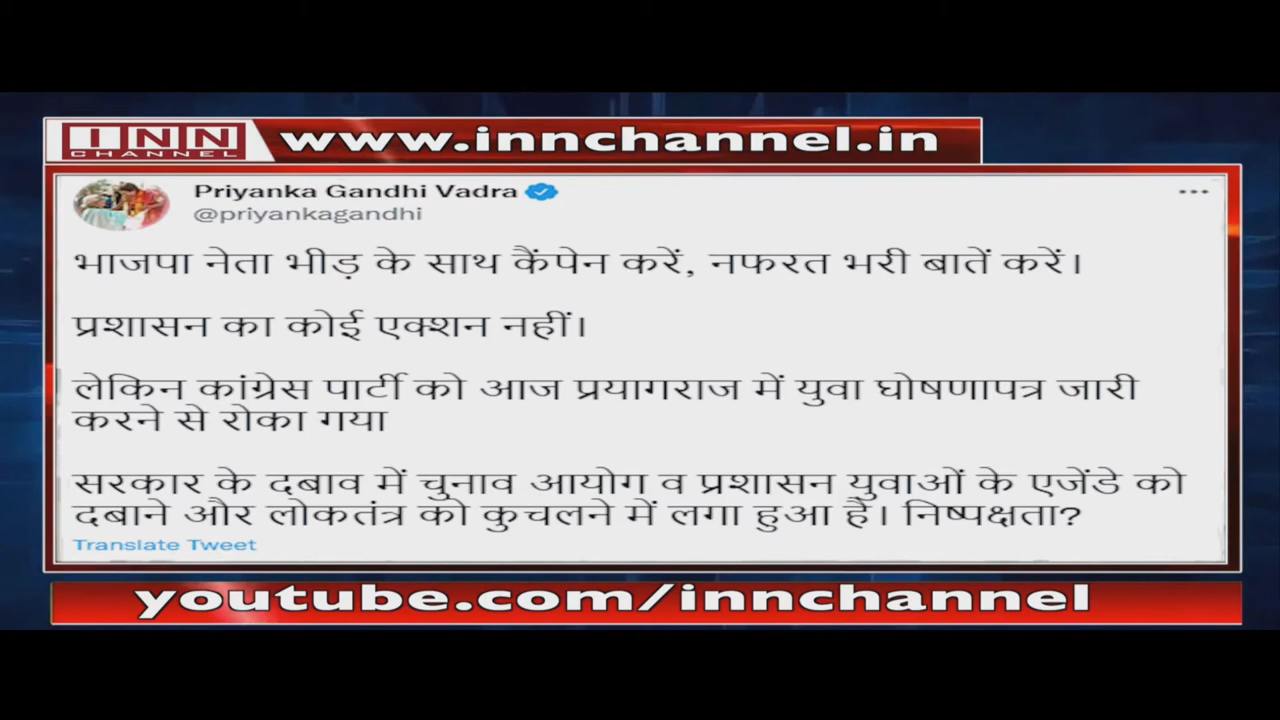 INN
CHANNEL
www.innchannel.in
Priyanka Gandhi Vadra
@priyankagandhi
भाजपा नेता भीड़ के साथ कैंपेन करें, नफरत भरी बातें करें।
प्रशासन का कोई एक्शन नहीं।
लेकिन कांग्रेस पार्टी को आज प्रयागराज में युवा घोषणापत्र जारी
करने से रोका गया
सरकार के दबाव में चुनाव आयोग व प्रशासन युवाओं के एजेंडे को
दबाने और लोकतंत्र को कुचलने में लगा हुआ है। निष्पक्षता?
Translate Tweet
youtube.com/innchannel